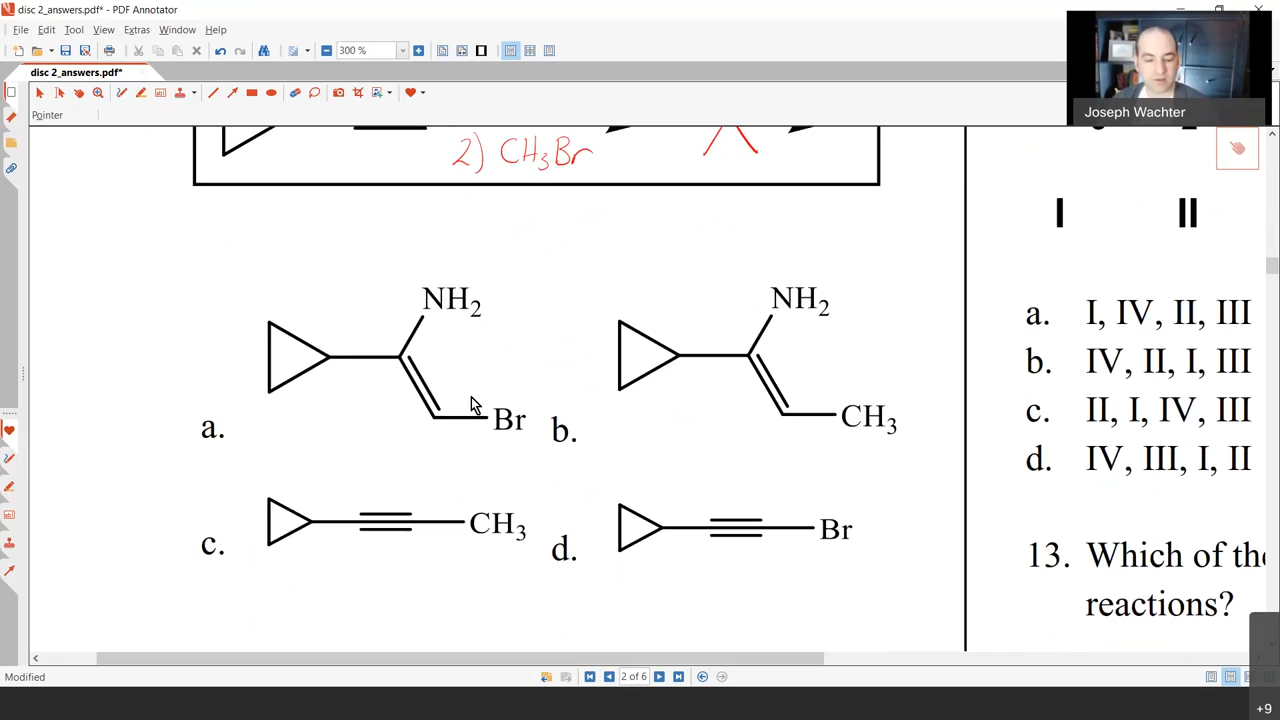 disc 2_answers.pdf* - PDF Annotator
File Edit Tool View Extras Window Help
300 %
disc 2_answers.pdf*
Pointer
Joseph Wachter
2) CH3Br
I II
NH2
Br
a.
NH2
CH3
b.
CH3
c.
Br
d.
a. I, IV, II, III
b. IV, II, I, III
c. II, I, IV, III
d. IV, III, I, II
13. Which of the
reactions?
Modified
2 of 6
+9